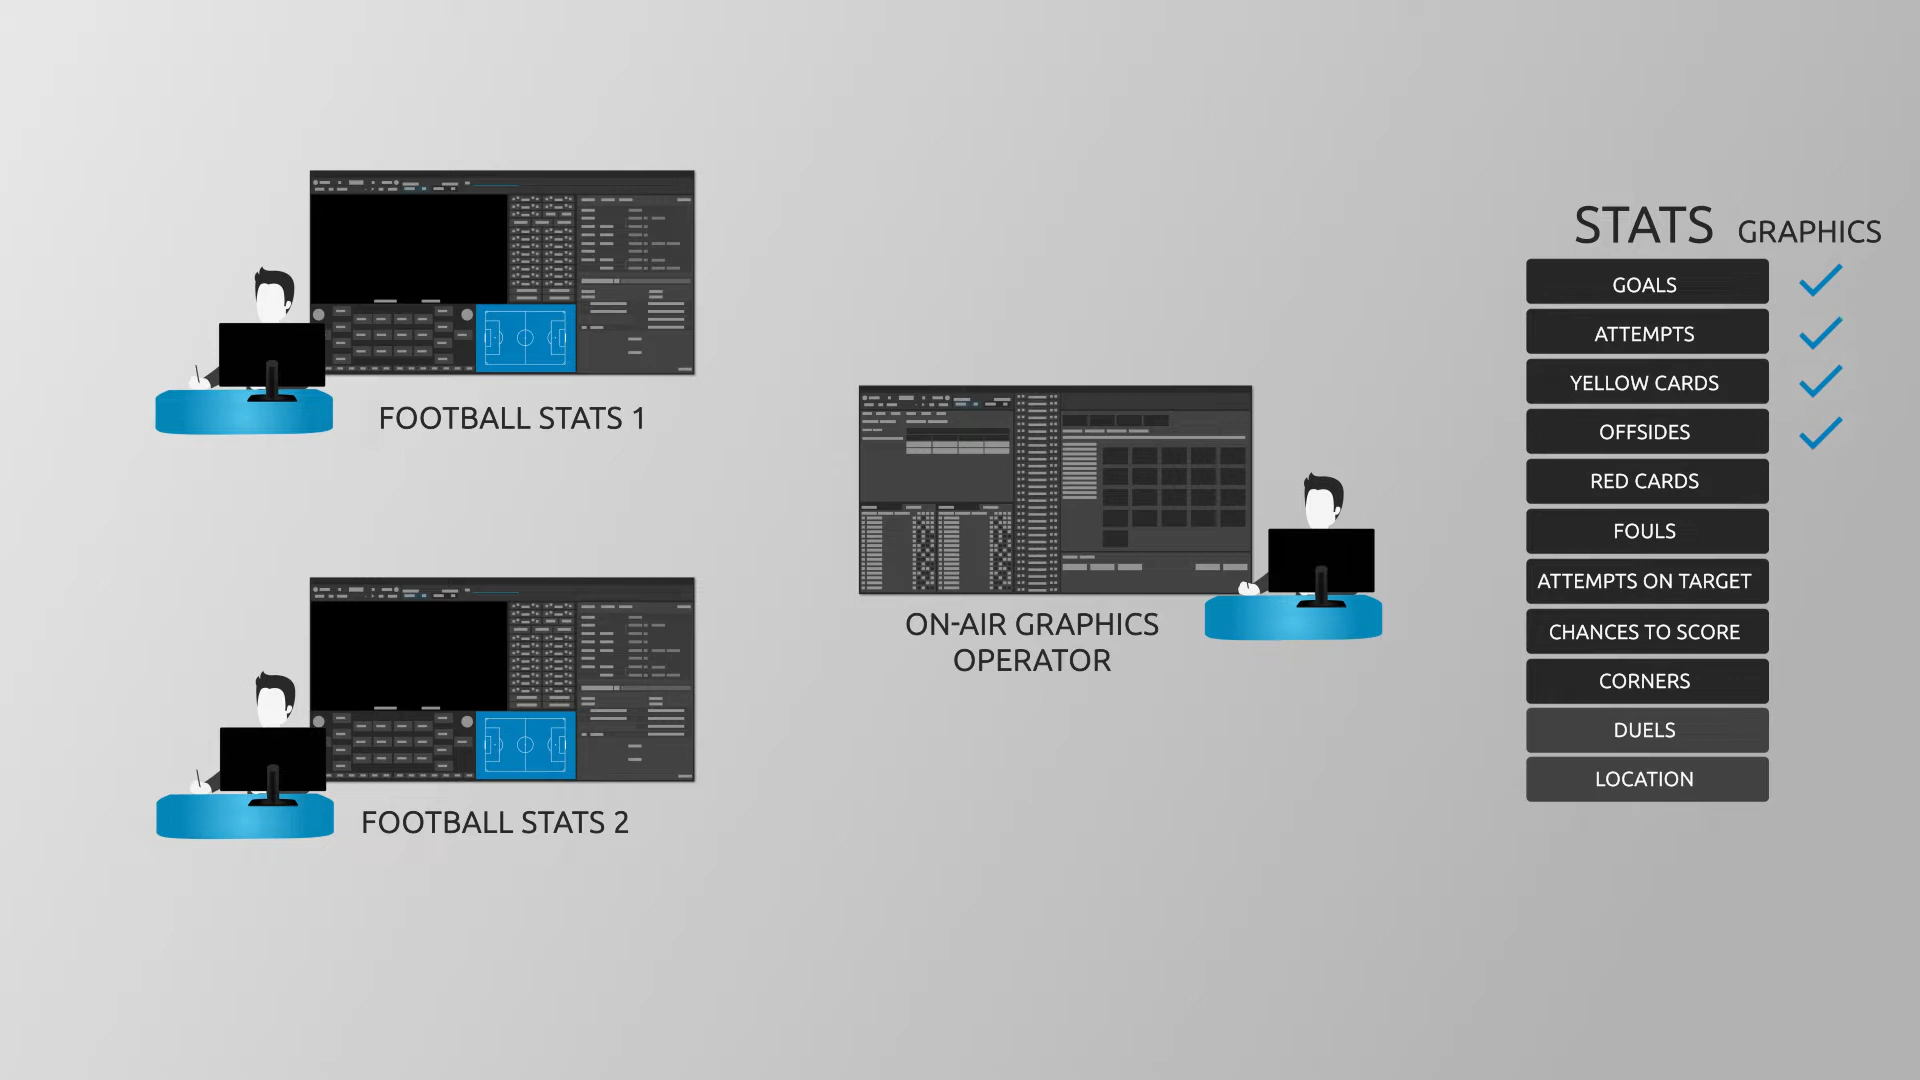 FOOTBALL STATS 1
FOOTBALL STATS 2
ON-AIR GRAPHICS
OPERATOR
STATS GRAPHICS
GOALS
ATTEMPTS
YELLOW CARDS
OFFSIDES
RED CARDS
FOULS
ATTEMPTS ON TARGET
CHANCES TO SCORE
CORNERS
DUELS
LOCATION